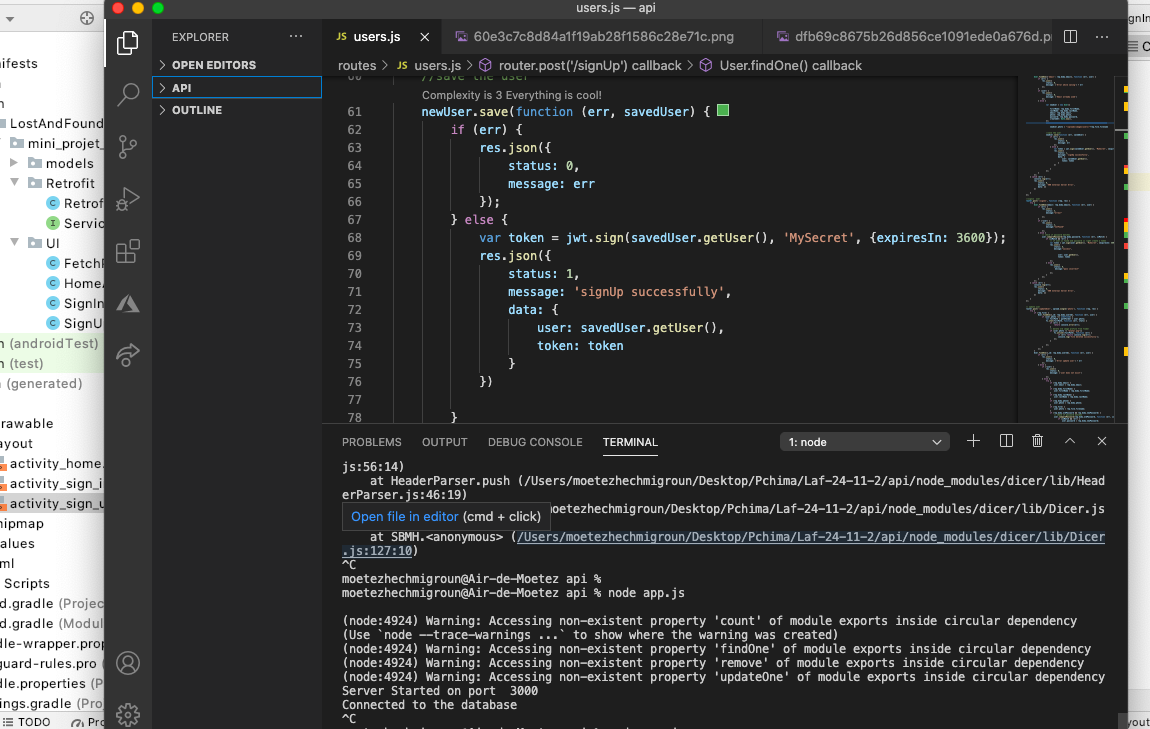 users.js — api
EXPLORER
OPEN EDITORS
API
OUTLINE
JS users.js
60e3c7c8d84a1f19ab28f1586c28e71c.png
dfb69c8675b26d856ce1091ede0a676d.pn
routes > JS users.js > router.post('/signUp') callback > User.findOne() callback
60 //save the user
Complexity is 3 Everything is cool!
61 newUser.save(function (err, savedUser) {
62 if (err) {
63 res.json({
64 status: 0,
65 message: err
66 });
67 } else {
68 var token = jwt.sign(savedUser.getUser(), 'MySecret', {expiresIn: 3600});
69 res.json({
70 status: 1,
71 message: 'signUp successfully',
72 data: {
73 user: savedUser.getUser(),
74 token: token
75 }
76 })
77
78 }
PROBLEMS OUTPUT DEBUG CONSOLE TERMINAL
1: node
js:56:14)
at HeaderParser.push (/Users/moetezhechmigroun/Desktop/Pchima/Laf-24-11-2/api/node_modules/dicer/lib/Head
erParser.js:46:19)
moetezhechmigroun/Desktop/Pchima/Laf-24-11-2/api/node_modules/dicer/lib/Dicer.js
Open file in editor (cmd + click)
at SBMH.<anonymous> (/Users/moetezhechmigroun/Desktop/Pchima/Laf-24-11-2/api/node_modules/dicer/lib/Dicer
.js:127:10)
^C
moetezhechmigroun@Air-de-Moetez api %
moetezhechmigroun@Air-de-Moetez api % node app.js
(node:4924) Warning: Accessing non-existent property 'count' of module exports inside circular dependency
(Use `node --trace-warnings ...` to show where the warning was created)
(node:4924) Warning: Accessing non-existent property 'findOne' of module exports inside circular dependency
(node:4924) Warning: Accessing non-existent property 'remove' of module exports inside circular dependency
(node:4924) Warning: Accessing non-existent property 'updateOne' of module exports inside circular dependency
Server Started on port 3000
Connected to the database
^C
nifests
LostAndFound
mini_projet_
models
Retrofit
C Retrof
I Servic
UI
C FetchF
C HomeA
C SignIn
C SignU
n (androidTest)
n (test)
(generated)
rawable
ayout
activity_home.
activity_sign_i
activity_sign_u
ipmap
alues
ml
Scripts
d.gradle (Projec
d.gradle (Modul
dle-wrapper.prop
guard-rules.pro (
dle.properties (P
ings.gradle (Proj
TODO
Pro
gnIn
C
yout